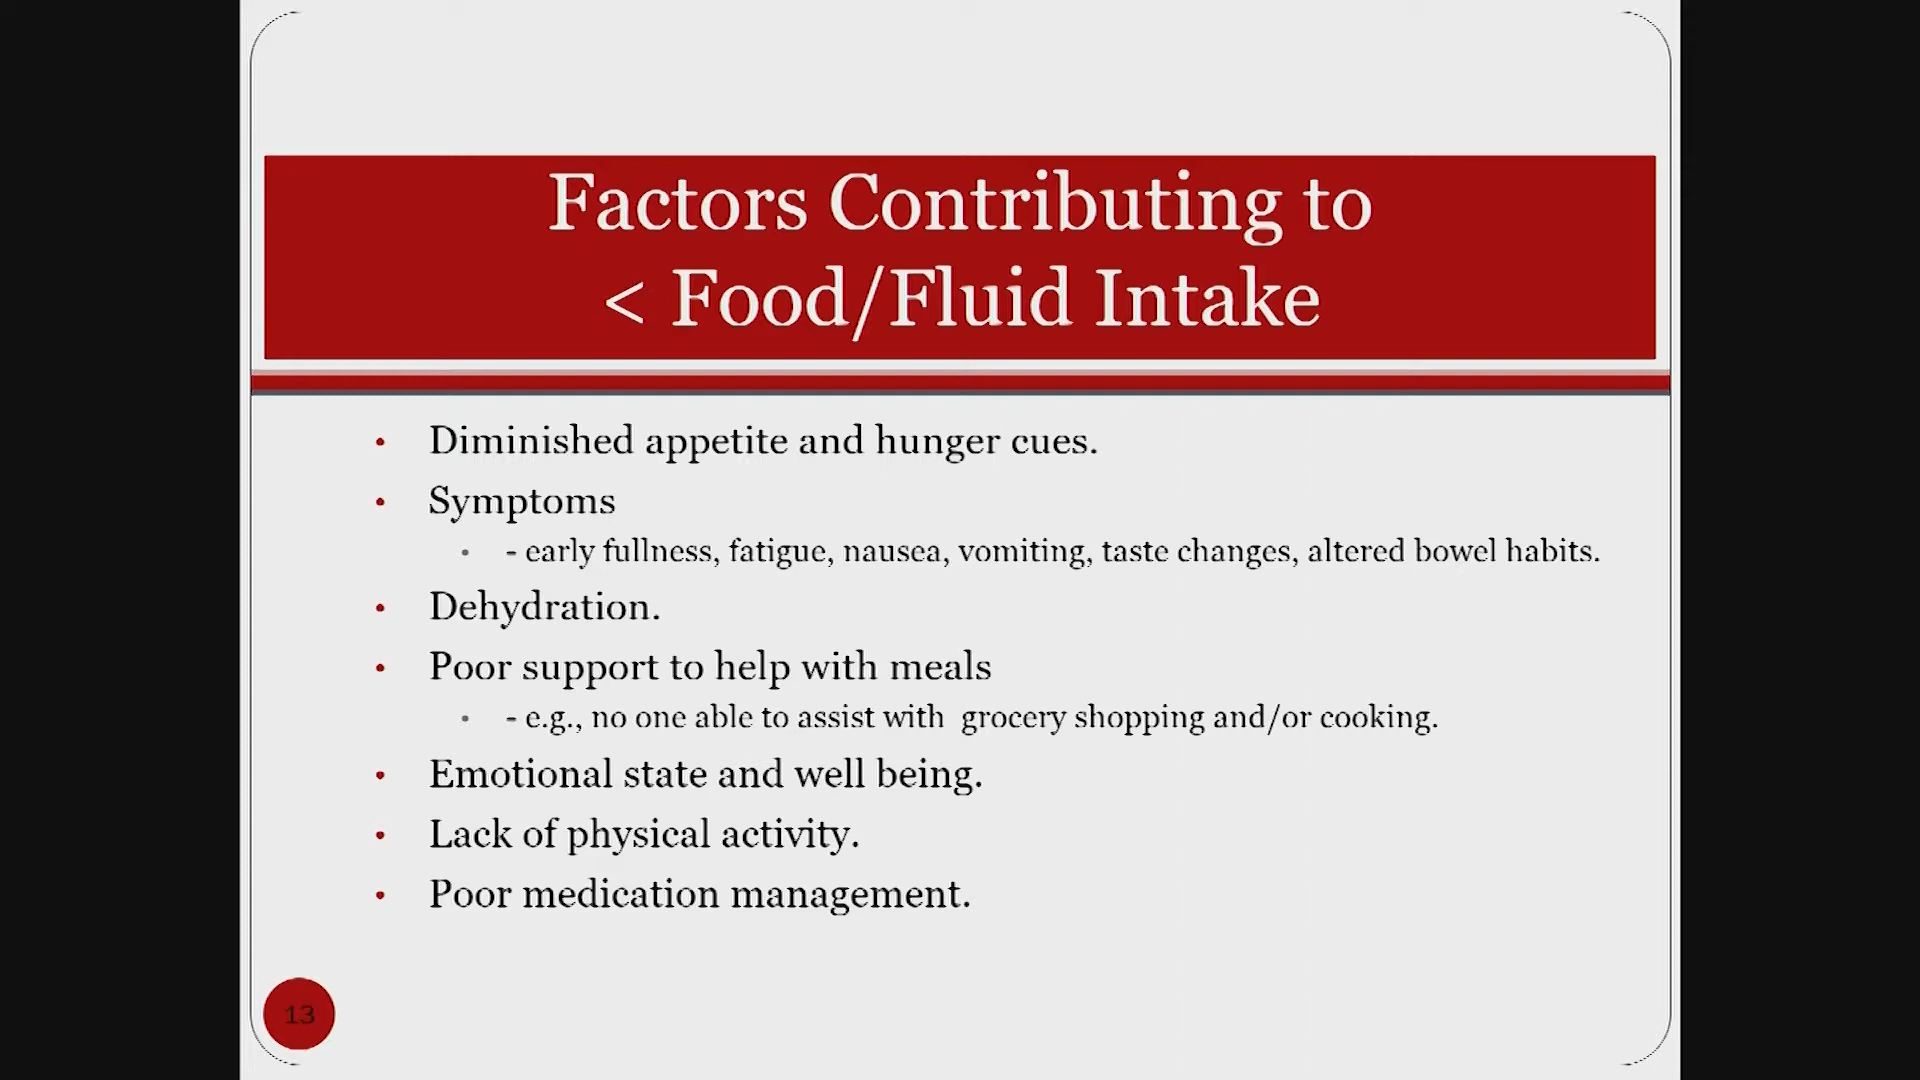 Factors Contributing to
< Food/Fluid Intake
• Diminished appetite and hunger cues.
• Symptoms
• - early fullness, fatigue, nausea, vomiting, taste changes, altered bowel habits.
• Dehydration.
• Poor support to help with meals
• - e.g., no one able to assist with  grocery shopping and/or cooking.
• Emotional state and well being.
• Lack of physical activity.
• Poor medication management.
13